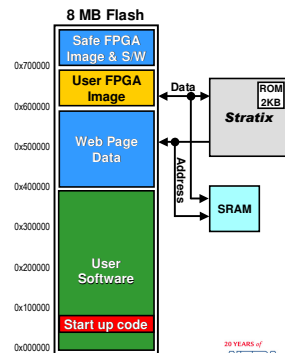 8 MB Flash
Safe FPGA
Image & S/W
0x700000
User FPGA
Image
0x600000
Web Page
Data
0x500000
0x400000
0x300000
User
Software
0x200000
0x100000
Start up code
0x000000
Data
Address
ROM
2KB
Stratix
SRAM
20 YEARS of